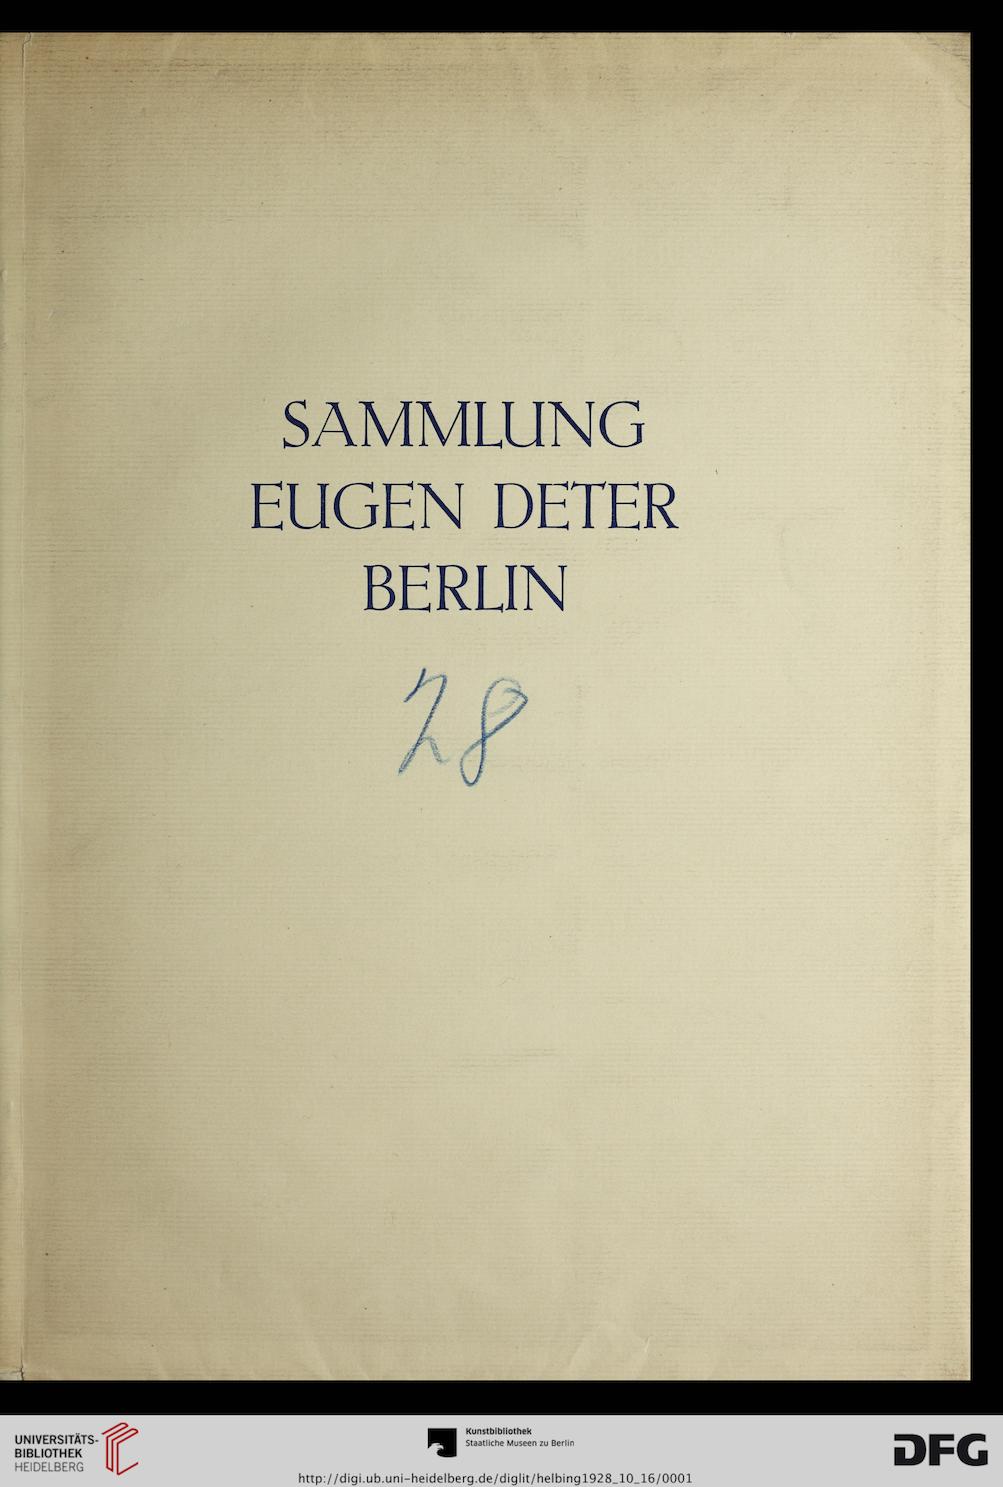 SAMMLUNG
EUGEN DETER
BERLIN
28
UNIVERSITÄTS-
BIBLIOTHEK
HEIDELBERG
Kunstbibliothek
Staatliche Museen zu Berlin
DFG
http://digi.ub.uni-heidelberg.de/diglit/helbing1928_10_16/0001